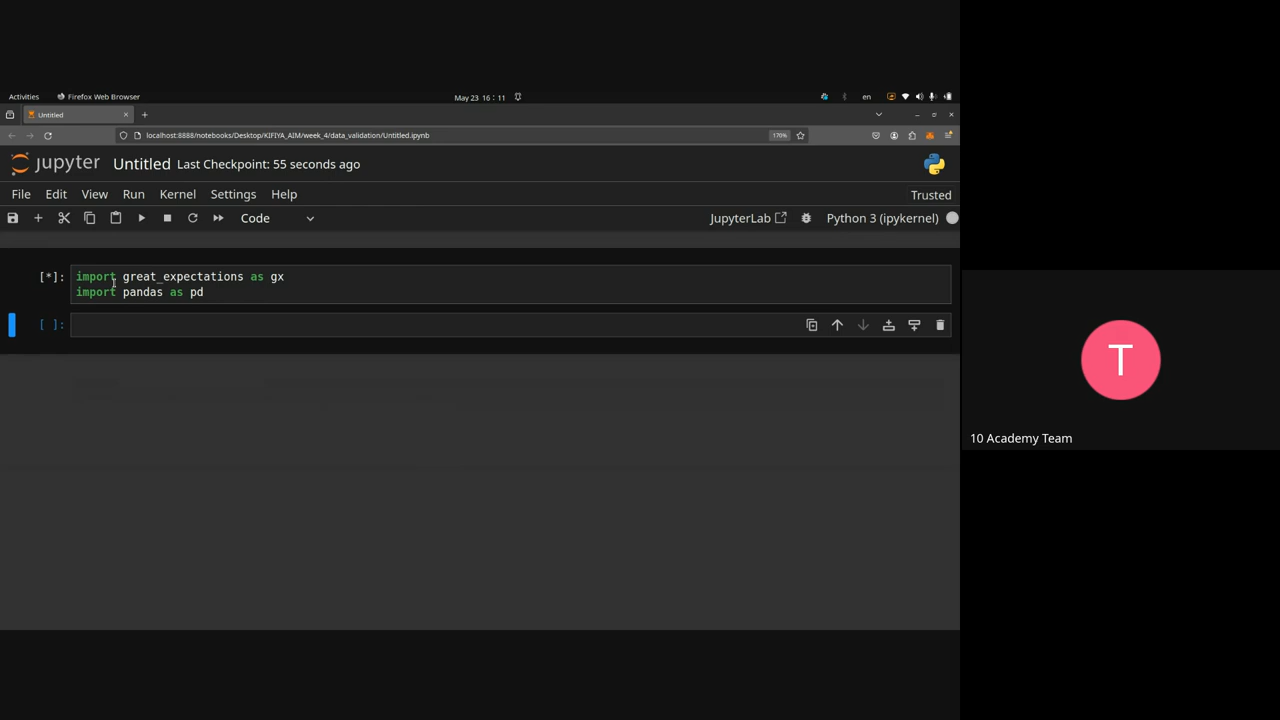 Activities Firefox Web Browser May 23 16:11 en
Untitled
localhost:8888/notebooks/Desktop/KIFIYA_AIM/week_4/data_validation/Untitled.ipynb 170%
jupyter Untitled Last Checkpoint: 55 seconds ago
File Edit View Run Kernel Settings Help Trusted
Code JupyterLab Python 3 (ipykernel)
[*]: import great_expectations as gx
import pandas as pd
[ ]:
T
10 Academy Team